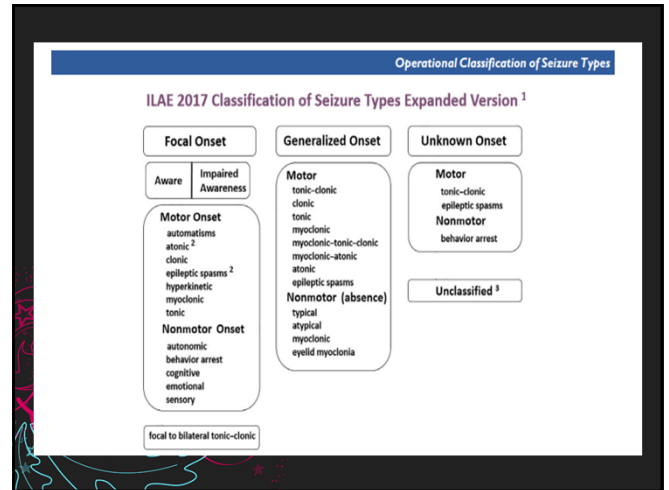 Operational Classification of Seizure Types
ILAE 2017 Classification of Seizure Types Expanded Version 1
Focal Onset
Aware
Impaired
Awareness
Motor Onset
automatisms
atonic 2
clonic
epileptic spasms 2
hyperkinetic
myoclonic
tonic
Nonmotor Onset
autonomic
behavior arrest
cognitive
emotional
sensory
focal to bilateral tonic–clonic
Generalized Onset
Motor
tonic-clonic
clonic
tonic
myoclonic
myoclonic-tonic-clonic
myoclonic-atonic
atonic
epileptic spasms
Nonmotor (absence)
typical
atypical
myoclonic
eyelid myoclonia
Unknown Onset
Motor
tonic-clonic
epileptic spasms
Nonmotor
behavior arrest
Unclassified 3